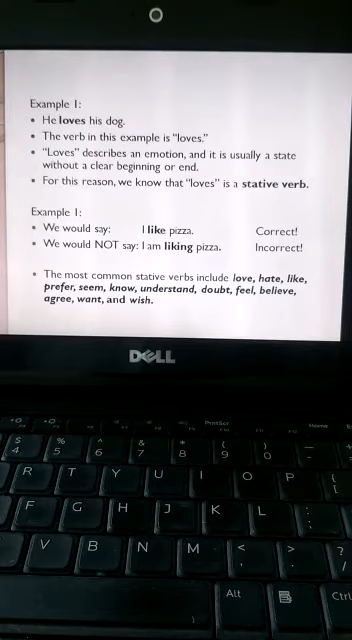 Example 1:
• He loves his dog.
• The verb in this example is "loves."
• "Loves" describes an emotion, and it is usually a state
without a clear beginning or end.
• For this reason, we know that "loves" is a stative verb.
Example 1:
• We would say: I like pizza. Correct!
• We would NOT say: I am liking pizza. Incorrect!
• The most common stative verbs include love, hate, like,
prefer, seem, know, understand, doubt, feel, believe,
agree, want, and wish.
DELL
PrntScr Home
$ % ^ & * ( ) —
4 5 6 7 8 9 0 -
R T Y U I O P {
[
F G H J K L :
;
V B N M < > ?
, . /
Alt Ctrl